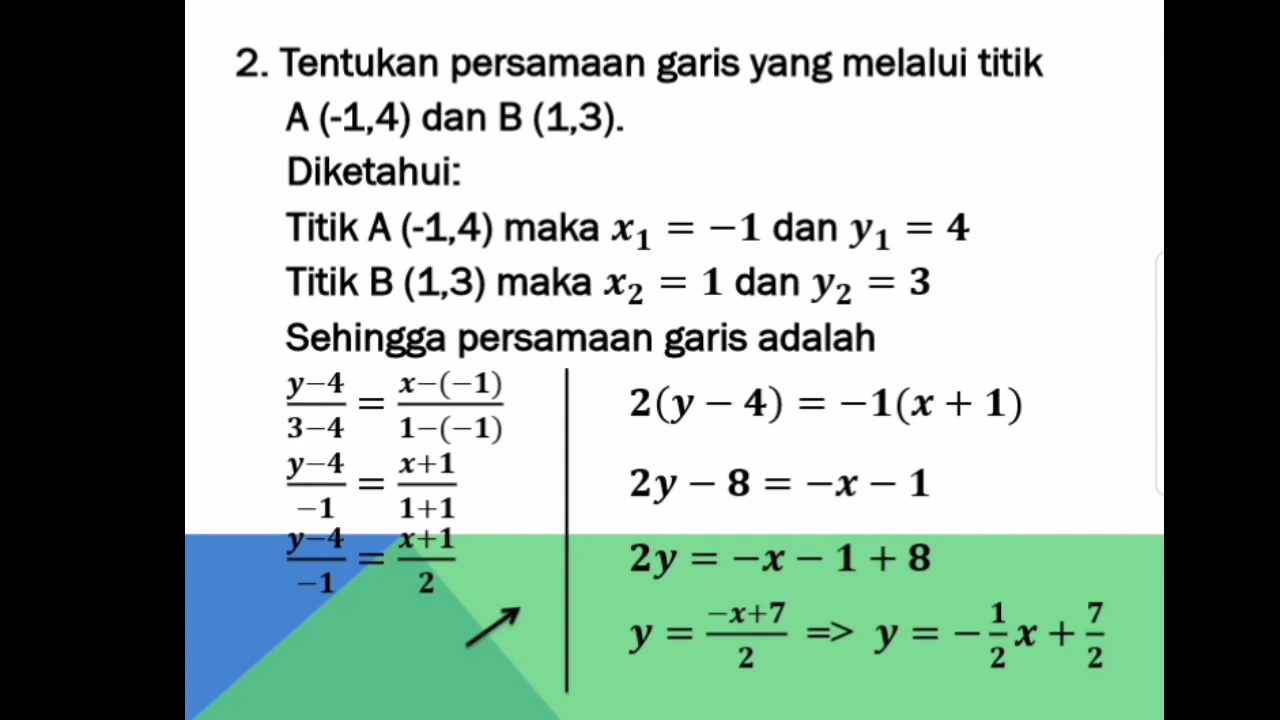 2. Tentukan persamaan garis yang melalui titik
A (-1,4) dan B (1,3).
Diketahui:
Titik A (-1,4) maka x₁ = −1 dan y₁ = 4
Titik B (1,3) maka x₂ = 1 dan y₂ = 3
Sehingga persamaan garis adalah
(y−4)/(3−4) = (x−(−1))/(1−(−1))
(y−4)/(−1) = (x+1)/(1+1)
(y−4)/(−1) = (x+1)/2
2(y − 4) = −1(x + 1)
2y − 8 = −x − 1
2y = −x − 1 + 8
y = (−x+7)/2 => y = −1/2 x + 7/2